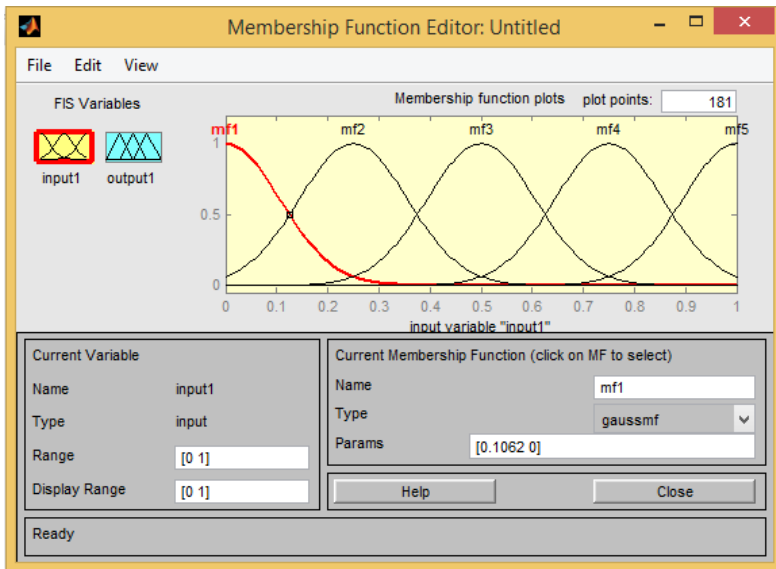 Membership Function Editor: Untitled
File Edit View
FIS Variables
Membership function plots plot points: 181
mf1 mf2 mf3 mf4 mf5
1
0.5
0
0 0.1 0.2 0.3 0.4 0.5 0.6 0.7 0.8 0.9 1
input variable "input1"
input1 output1
Current Variable
Name input1
Type input
Range [0 1]
Display Range [0 1]
Current Membership Function (click on MF to select)
Name mf1
Type gaussmf
Params [0.1062 0]
Help Close
Ready